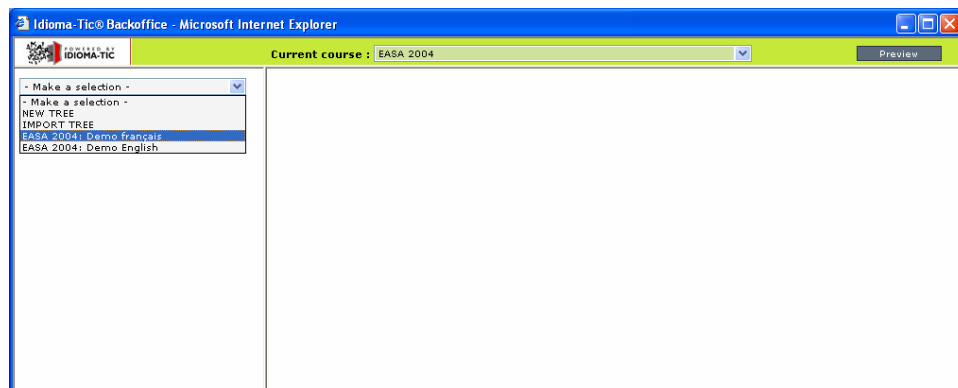 Idioma-Tic® Backoffice - Microsoft Internet Explorer
POWERED BY
IDIOMA-TIC
Current course : EASA 2004
Preview
- Make a selection -
- Make a selection -
NEW TREE
IMPORT TREE
EASA 2004: Demo français
EASA 2004: Demo English